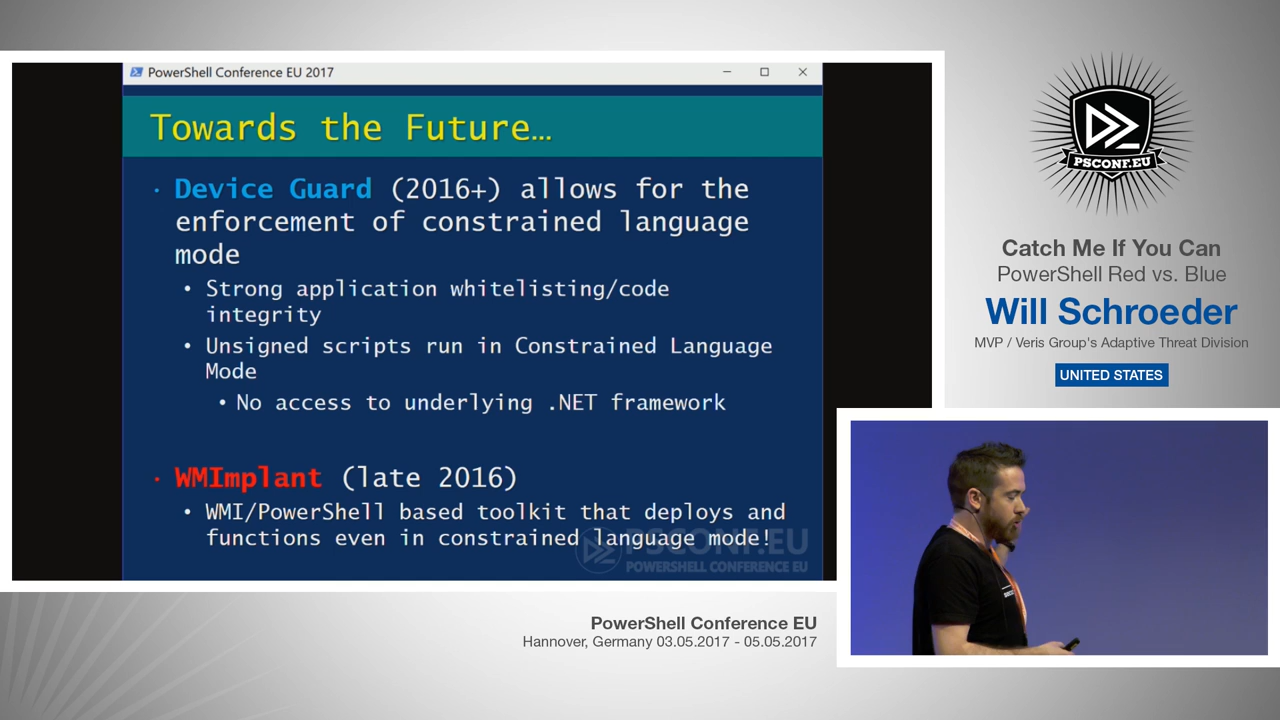 PowerShell Conference EU 2017
Towards the Future…
• Device Guard (2016+) allows for the
enforcement of constrained language
mode
• Strong application whitelisting/code
integrity
• Unsigned scripts run in Constrained Language
Mode
• No access to underlying .NET framework
• WMImplant (late 2016)
• WMI/PowerShell based toolkit that deploys and
functions even in constrained language mode!
PSCONF.EU
POWERSHELL CONFERENCE EU
PSCONF.EU
Catch Me If You Can
PowerShell Red vs. Blue
Will Schroeder
MVP / Veris Group's Adaptive Threat Division
UNITED STATES
PowerShell Conference EU
Hannover, Germany 03.05.2017 - 05.05.2017